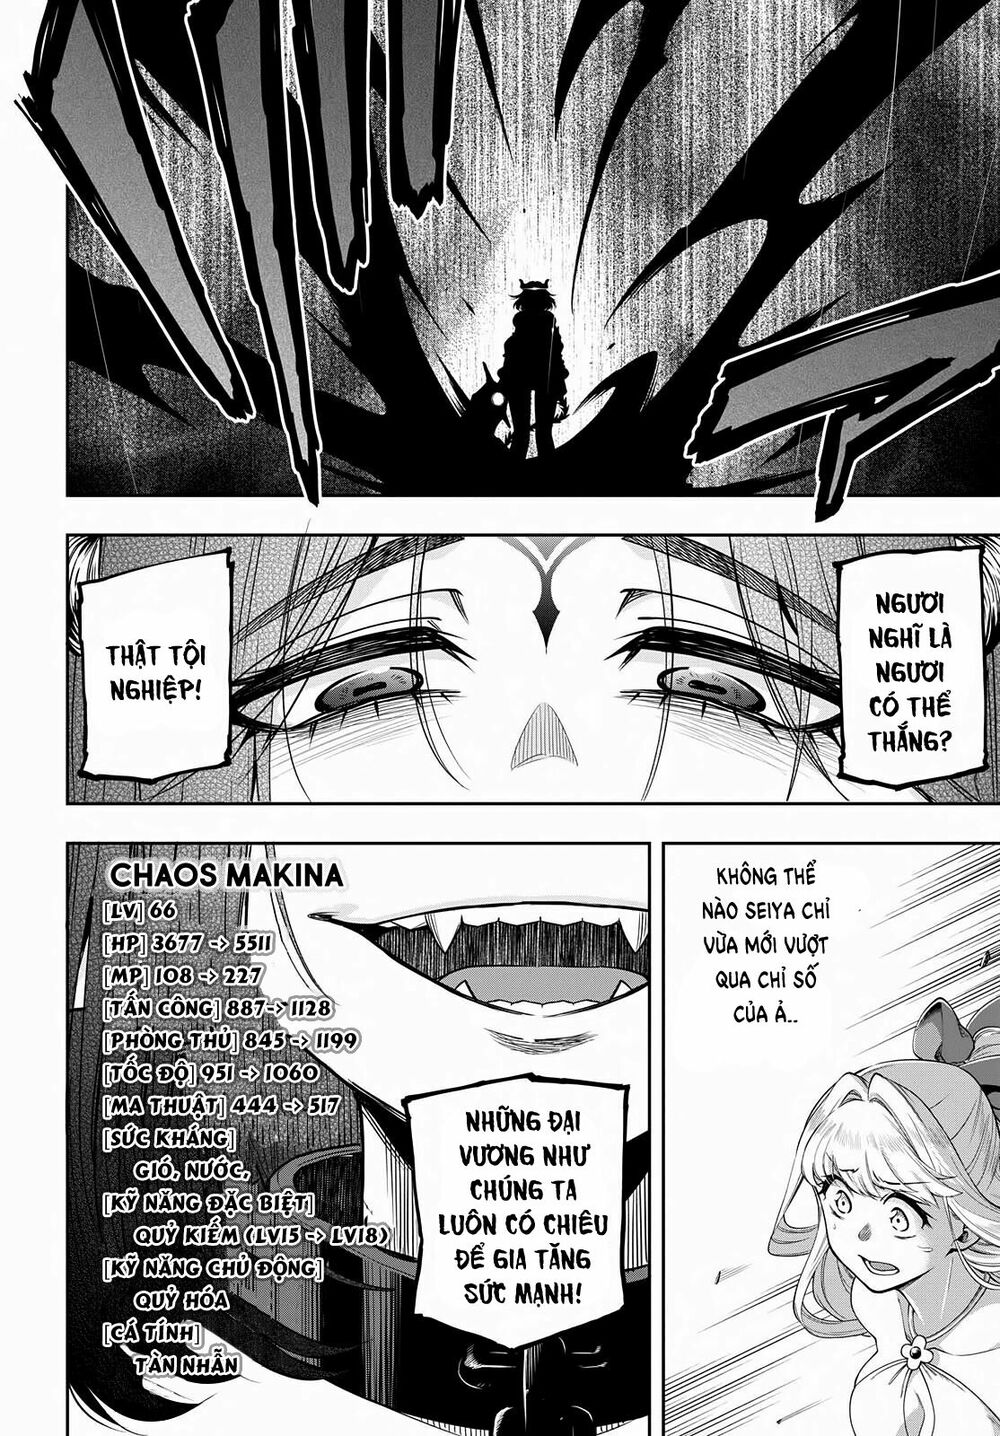 NGƯƠI
NGHĨ LÀ
NGƯƠI
CÓ THỂ
THẮNG?
THẬT TỘI
NGHIỆP!
KHÔNG THỂ
NÀO SEIYA CHỈ
VỪA MỚI VƯỢT
QUA CHỈ SỐ
CỦA Ả..
CHAOS MAKINA
[LV] 66
[HP] 3677 -> 5511
[MP] 108 -> 227
[TẤN CÔNG] 887-> 1128
[PHÒNG THỦ] 845 -> 1199
[TỐC ĐỘ] 951 -> 1060
[MA THUẬT] 444 -> 517
[SỨC KHÁNG]
GIÓ, NƯỚC,
[KỸ NĂNG ĐẶC BIỆT]
QUỶ KIẾM (LV15 -> LV18)
[KỸ NĂNG CHỦ ĐỘNG]
QUỶ HÓA
[CÁ TÍNH]
TÀN NHẪN
NHỮNG ĐẠI
VƯƠNG NHƯ
CHÚNG TA
LUÔN CÓ CHIÊU
ĐỂ GIA TĂNG
SỨC MẠNH!